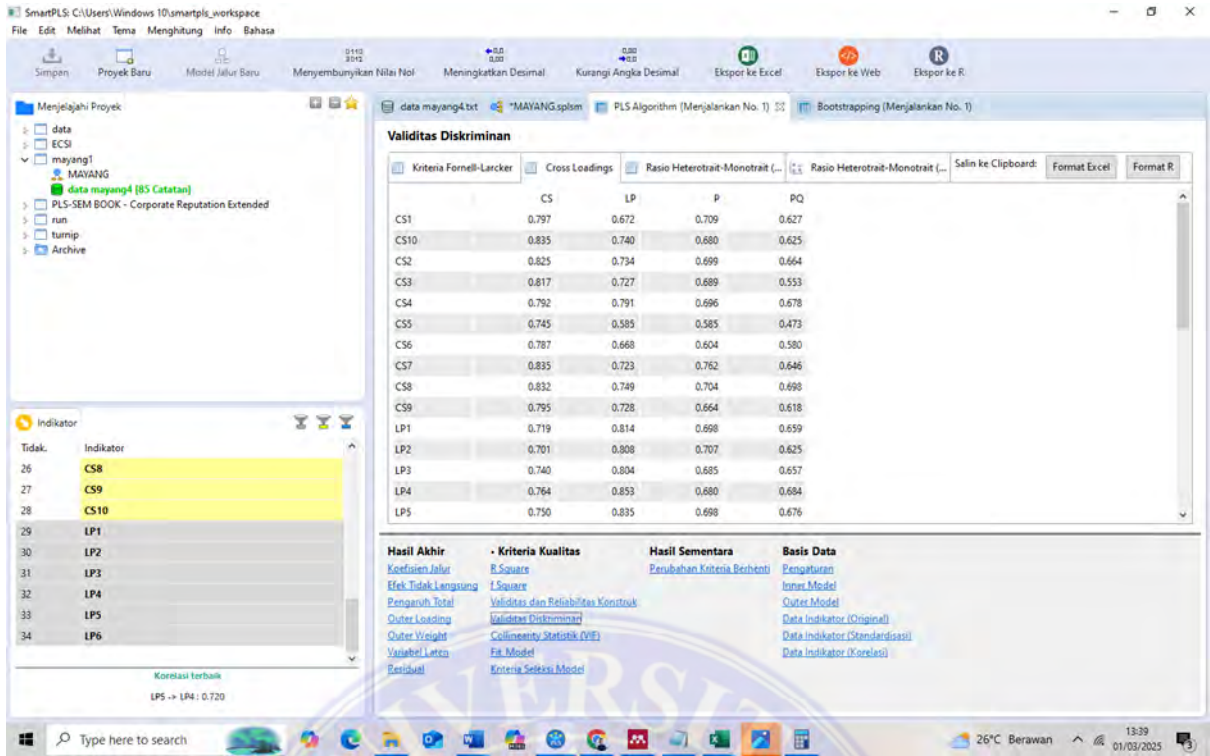 SmartPLS: C:\Users\Windows 10\smartpls_workspace
File Edit Melihat Tema Menghitung Info Bahasa
Simpan Proyek Baru Model Jalur Baru Menyembunyikan Nilai Nol Meningkatkan Desimal Kurangi Angka Desimal Ekspor ke Excel Ekspor ke Web Ekspor ke R
Menjelajahi Proyek
data
ECSI
mayang1
MAYANG
data mayang4 [85 Catatan]
PLS-SEM BOOK - Corporate Reputation Extended
run
turnip
Archive
Indikator
Tidak. Indikator
26 CS8
27 CS9
28 CS10
29 LP1
30 LP2
31 LP3
32 LP4
33 LP5
34 LP6
Korelasi terbaik
LP5 -> LP4 : 0.720
data mayang4.txt *MAYANG.splsm PLS Algorithm (Menjalankan No. 1) Bootstrapping (Menjalankan No. 1)
Validitas Diskriminan
Kriteria Fornell-Larcker Cross Loadings Rasio Heterotrait-Monotrait (... Rasio Heterotrait-Monotrait (... Salin ke Clipboard: Format Excel Format R
CS LP P PQ
CS1 0.797 0.672 0.709 0.627
CS10 0.835 0.740 0.680 0.625
CS2 0.825 0.734 0.699 0.664
CS3 0.817 0.727 0.689 0.553
CS4 0.792 0.791 0.696 0.678
CS5 0.745 0.585 0.585 0.473
CS6 0.787 0.668 0.604 0.580
CS7 0.835 0.723 0.762 0.646
CS8 0.832 0.749 0.704 0.698
CS9 0.795 0.728 0.664 0.618
LP1 0.719 0.814 0.698 0.659
LP2 0.701 0.808 0.707 0.625
LP3 0.740 0.804 0.685 0.657
LP4 0.764 0.853 0.680 0.684
LP5 0.750 0.835 0.698 0.676
Hasil Akhir Kriteria Kualitas Hasil Sementara Basis Data
Koefisien Jalur R Square Perubahan Kriteria Berhenti Pengaturan
Efek Tidak Langsung f Square Inner Model
Pengaruh Total Validitas dan Reliabilitas Konstruk Outer Model
Outer Loading Validitas Diskriminan Data Indikator (Original)
Outer Weight Collinearity Statistik (VIF) Data Indikator (Standardisasi)
Variabel Laten Fit Model Data Indikator (Korelasi)
Residual Kriteria Seleksi Model
Type here to search
26°C Berawan
13:39
01/03/2025